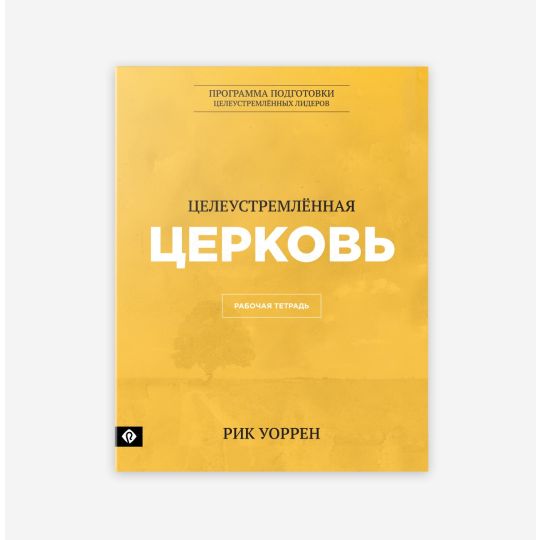 ПРОГРАММА ПОДГОТОВКИ
ЦЕЛЕУСТРЕМЛЁННЫХ ЛИДЕРОВ
ЦЕЛЕУСТРЕМЛЁННАЯ
ЦЕРКОВЬ
РАБОЧАЯ ТЕТРАДЬ
РИК УОРРЕН